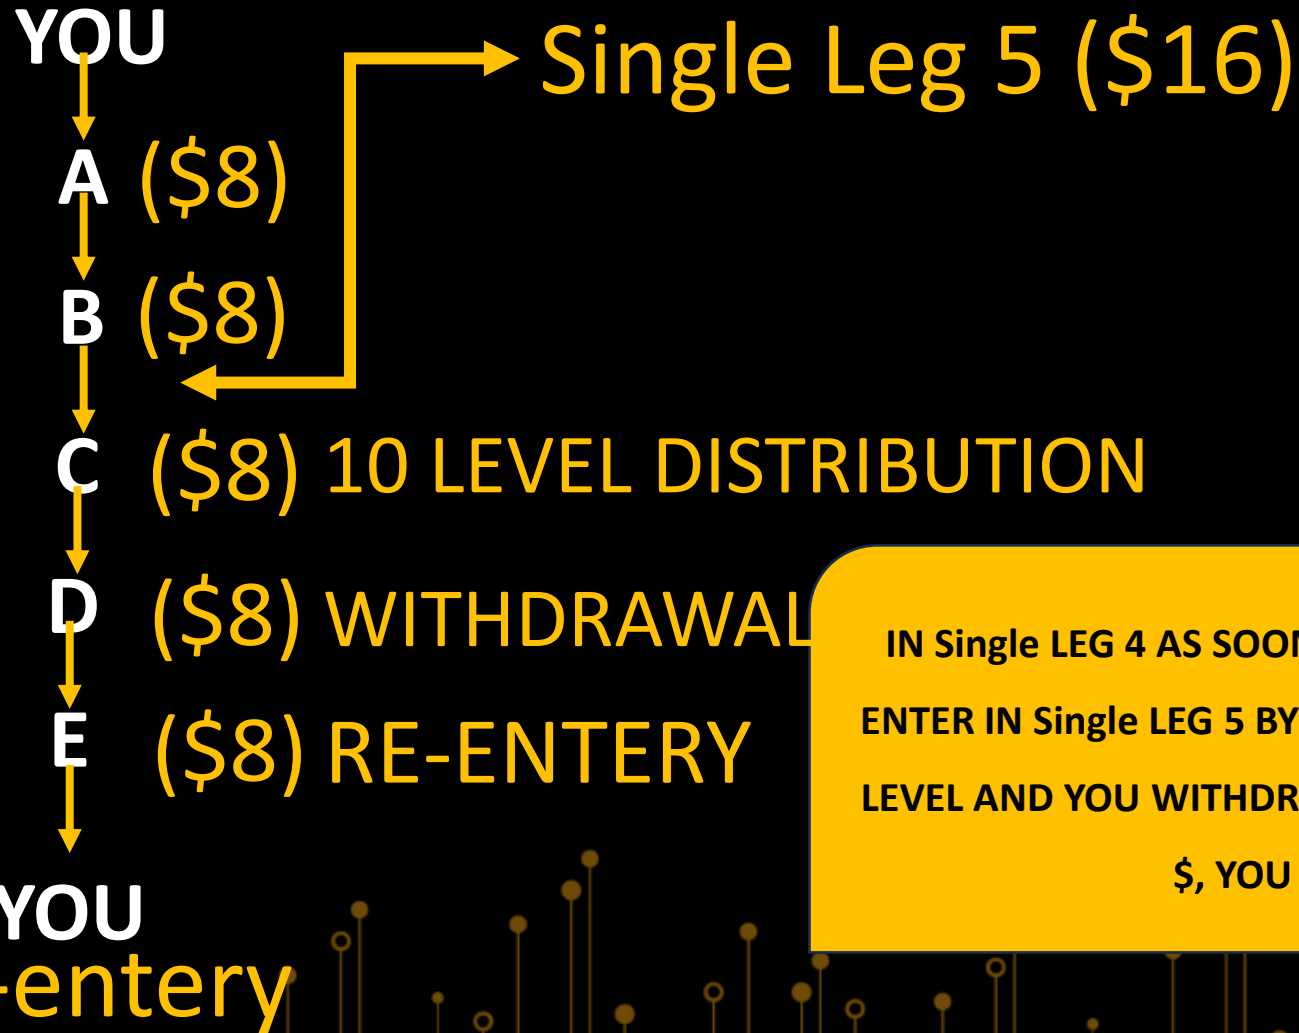 YOU
Single Leg 5 ($16)
A ($8)
B ($8)
C ($8) 10 LEVEL DISTRIBUTION
D ($8) WITHDRAWAL
E ($8) RE-ENTERY
IN Single LEG 4 AS SOON
ENTER IN Single LEG 5 BY
LEVEL AND YOU WITHDR
$, YOU
YOU
-entery